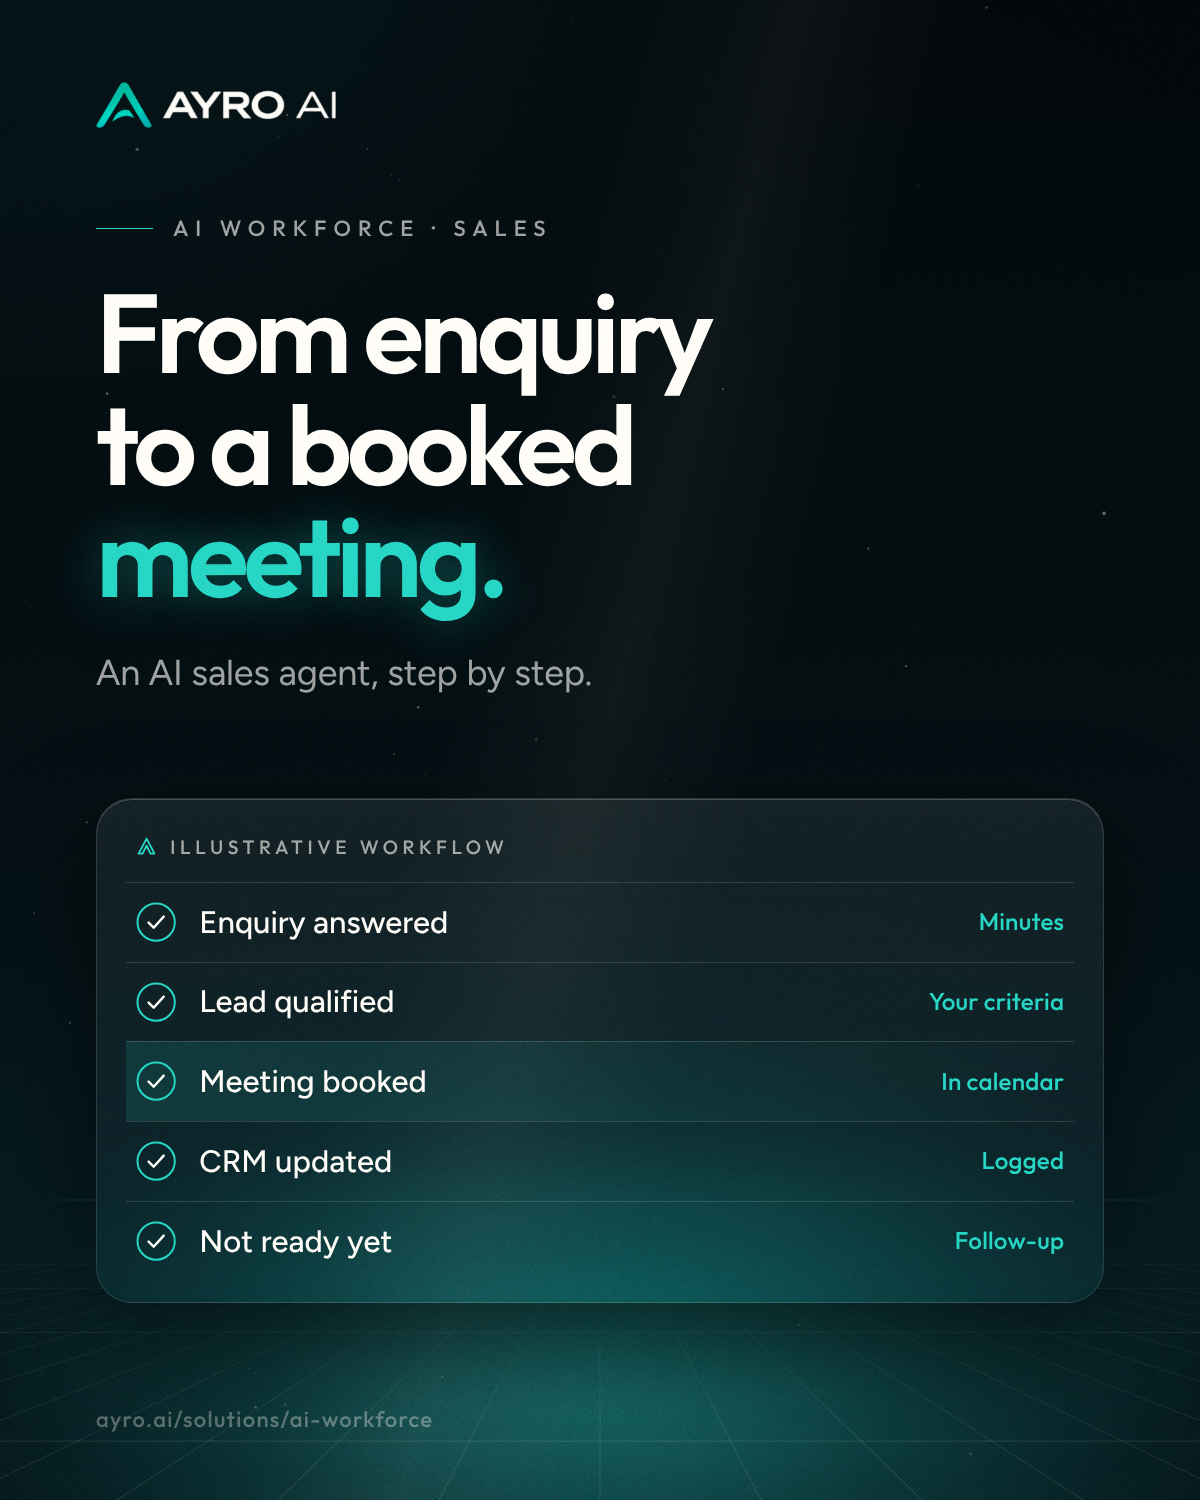 AYRO AI
AI WORKFORCE · SALES
From enquiry
to a booked
meeting.
An AI sales agent, step by step.
ILLUSTRATIVE WORKFLOW
Enquiry answered Minutes
Lead qualified Your criteria
Meeting booked In calendar
CRM updated Logged
Not ready yet Follow-up
ayro.ai/solutions/ai-workforce